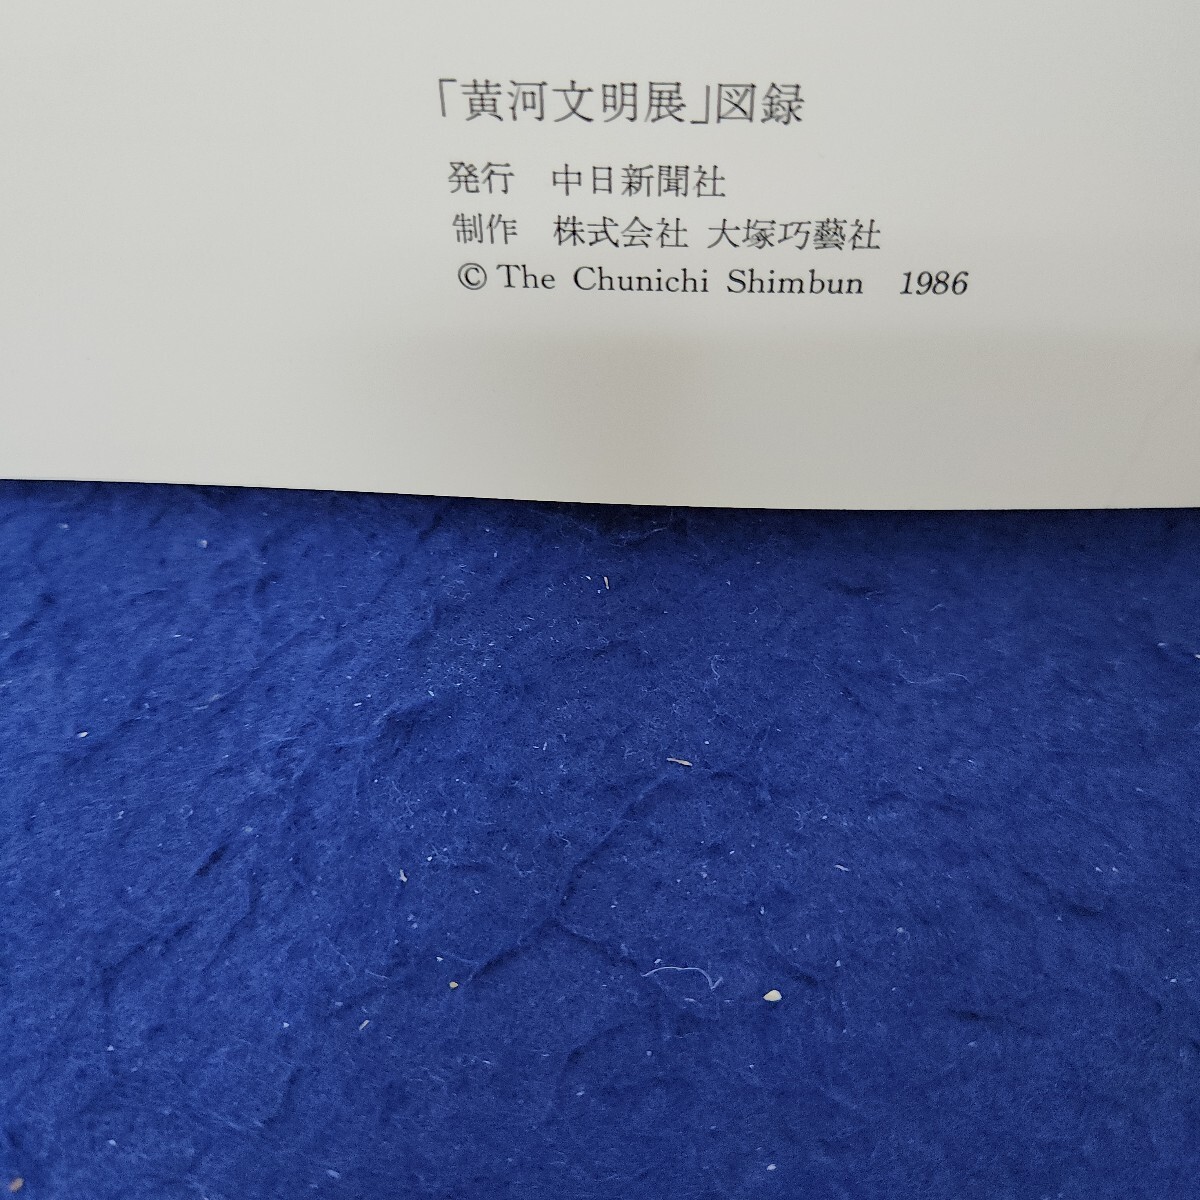 「黄河文明展」図録
発行　中日新聞社
制作　株式会社 大塚巧藝社
© The Chunichi Shimbun 1986